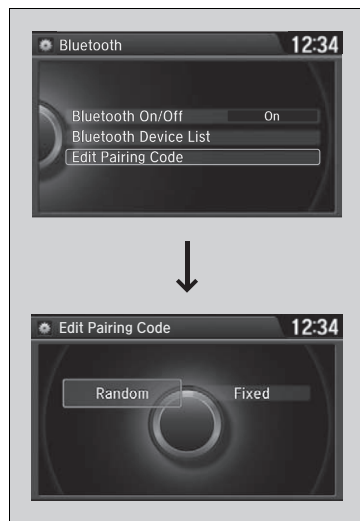 Bluetooth 12:34
Bluetooth On/Off On
Bluetooth Device List
Edit Pairing Code
Edit Pairing Code 12:34
Random Fixed